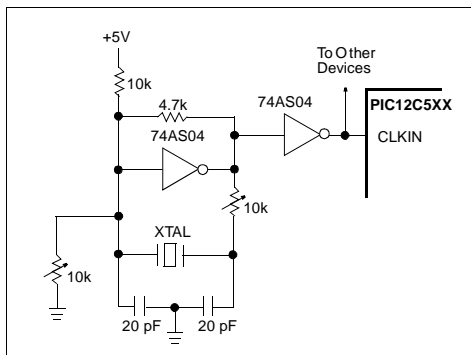 +5V
To Other
Devices
10k
4.7k
PIC12C5XX
74AS04
74AS04
CLKIN
10k
XTAL
10k
20 pF
20 pF